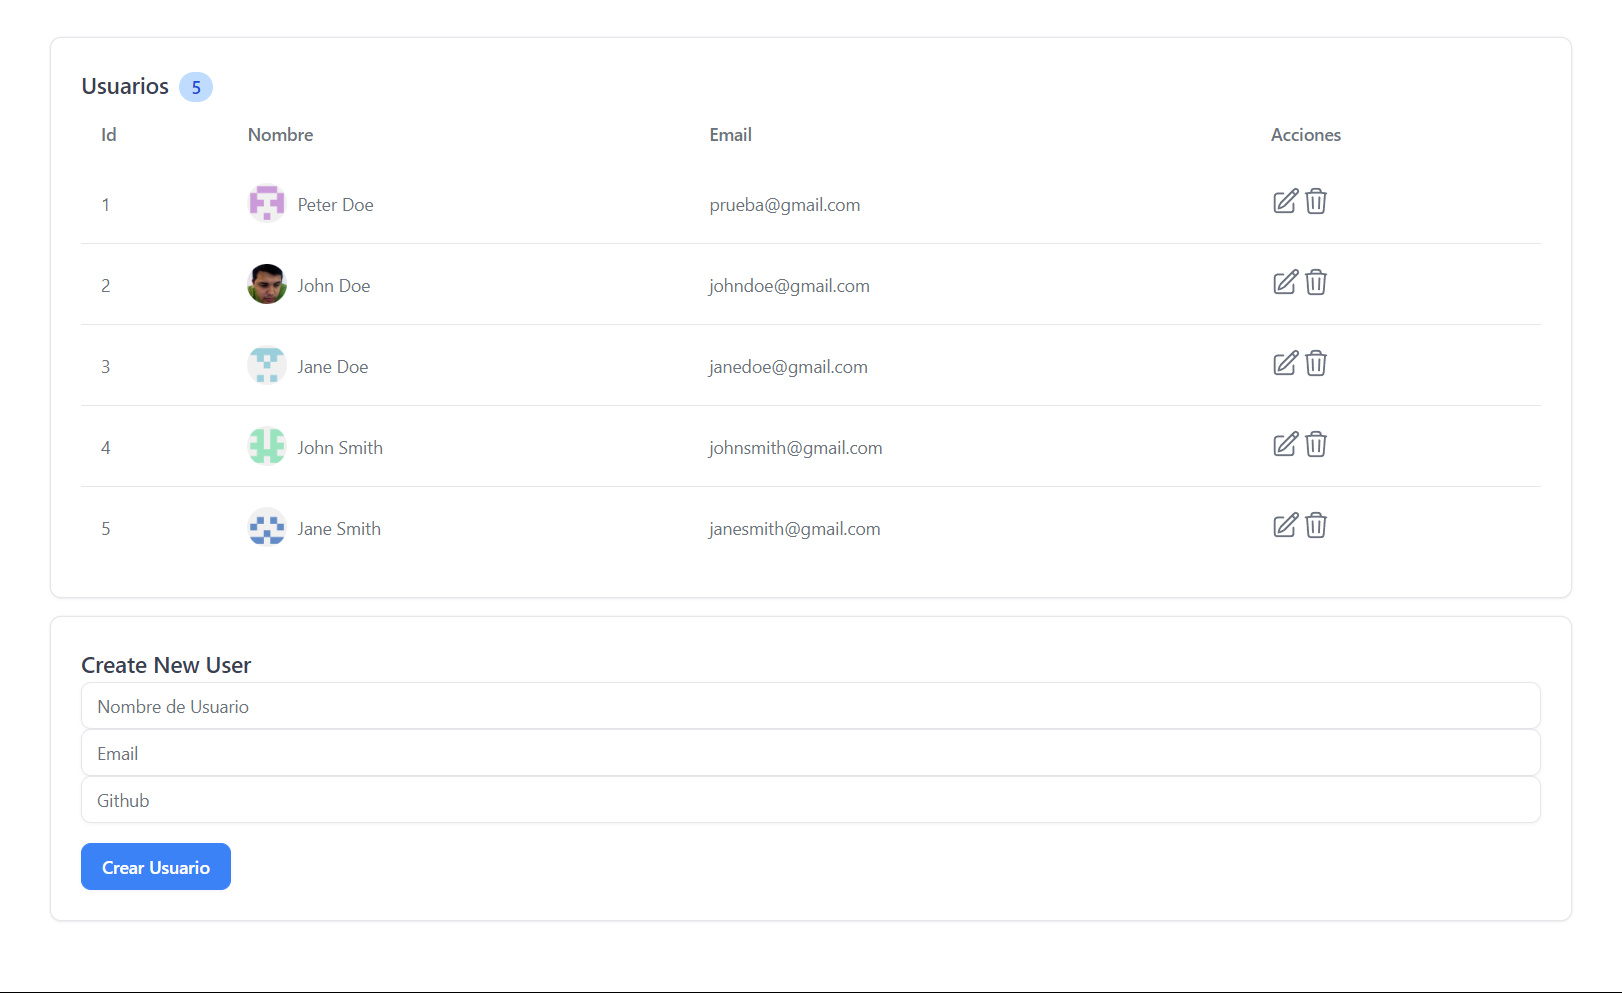 Usuarios 5
Id Nombre Email Acciones
1 Peter Doe prueba@gmail.com
2 John Doe johndoe@gmail.com
3 Jane Doe janedoe@gmail.com
4 John Smith johnsmith@gmail.com
5 Jane Smith janesmith@gmail.com
Create New User
Nombre de Usuario
Email
Github
Crear Usuario